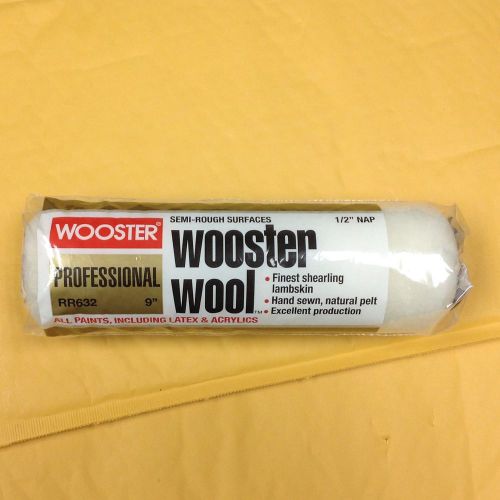 SEMI-ROUGH SURFACES 1/2" NAP
WOOSTER
wooster
wool™
PROFESSIONAL
RR632 9"
• Finest shearling
lambskin
• Hand sewn, natural pelt
• Excellent production
ALL PAINTS, INCLUDING LATEX & ACRYLICS